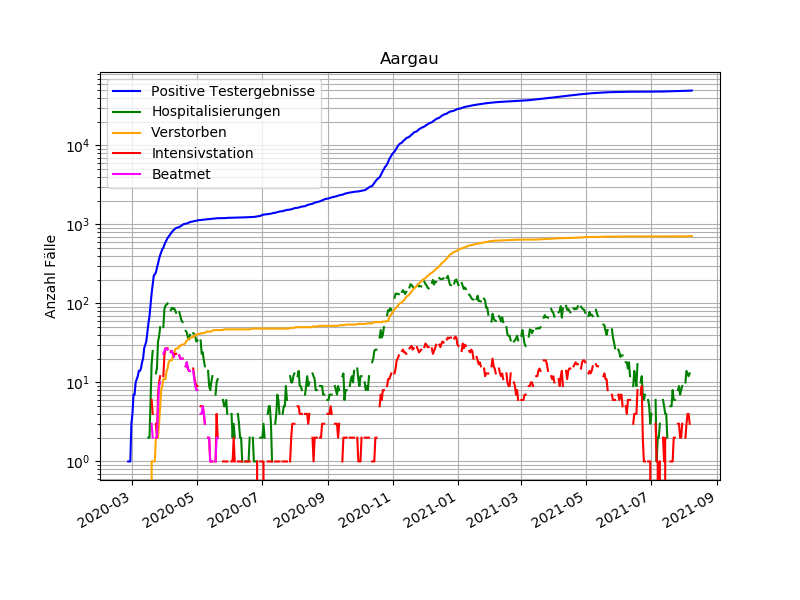 Aargau
Positive Testergebnisse
Hospitalisierungen
Verstorben
Intensivstation
Beatmet
Anzahl Fälle
10^4
10^3
10^2
10^1
10^0
2020-03
2020-05
2020-07
2020-09
2020-11
2021-01
2021-03
2021-05
2021-07
2021-09